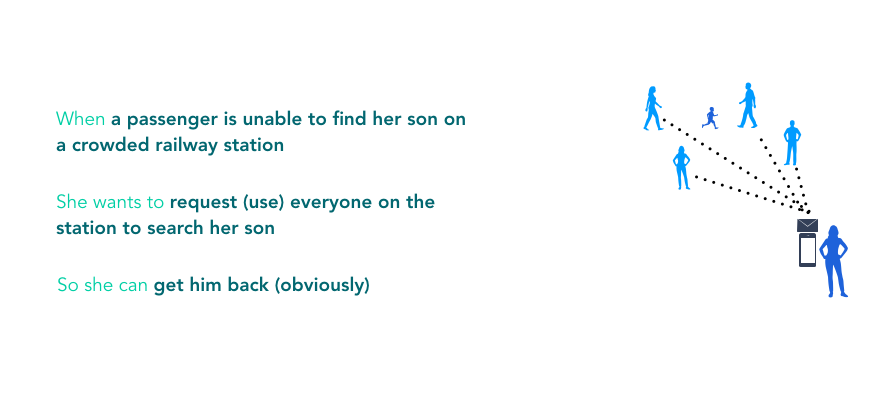 When a passenger is unable to find her son on
a crowded railway station
She wants to request (use) everyone on the
station to search her son
So she can get him back (obviously)